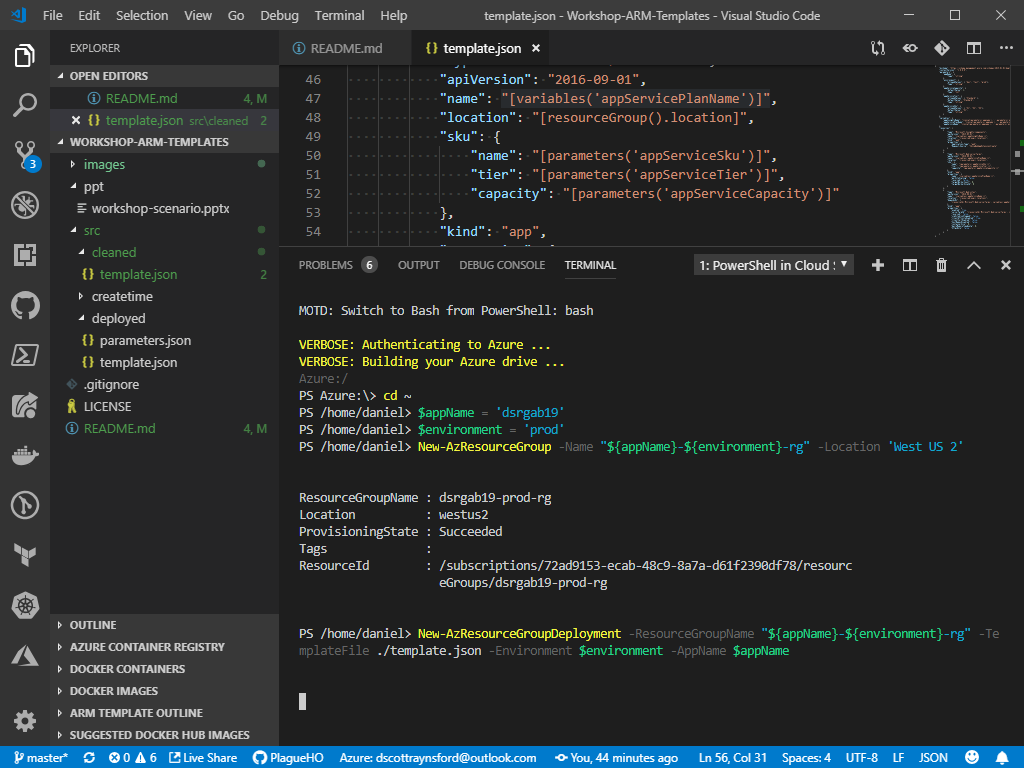 File Edit Selection View Go Debug Terminal Help template.json - Workshop-ARM-Templates - Visual Studio Code
EXPLORER
OPEN EDITORS
README.md 4, M
template.json src\cleaned 2
WORKSHOP-ARM-TEMPLATES
images
ppt
workshop-scenario.pptx
src
cleaned
template.json 2
createtime
deployed
parameters.json
template.json
.gitignore
LICENSE
README.md 4, M
3
OUTLINE
AZURE CONTAINER REGISTRY
DOCKER CONTAINERS
DOCKER IMAGES
ARM TEMPLATE OUTLINE
SUGGESTED DOCKER HUB IMAGES
README.md template.json
46 "apiVersion": "2016-09-01",
47 "name": "[variables('appServicePlanName')]",
48 "location": "[resourceGroup().location]",
49 "sku": {
50 "name": "[parameters('appServiceSku')]",
51 "tier": "[parameters('appServiceTier')]",
52 "capacity": "[parameters('appServiceCapacity')]"
53 },
54 "kind": "app",
PROBLEMS 6 OUTPUT DEBUG CONSOLE TERMINAL 1: PowerShell in Cloud
MOTD: Switch to Bash from PowerShell: bash
VERBOSE: Authenticating to Azure ...
VERBOSE: Building your Azure drive ...
Azure:/
PS Azure:\> cd ~
PS /home/daniel> $appName = 'dsrgab19'
PS /home/daniel> $environment = 'prod'
PS /home/daniel> New-AzResourceGroup -Name "${appName}-${environment}-rg" -Location 'West US 2'
ResourceGroupName : dsrgab19-prod-rg
Location : westus2
ProvisioningState : Succeeded
Tags :
ResourceId : /subscriptions/72ad9153-ecab-48c9-8a7a-d61f2390df78/resourc
eGroups/dsrgab19-prod-rg
PS /home/daniel> New-AzResourceGroupDeployment -ResourceGroupName "${appName}-${environment}-rg" -Te
mplateFile ./template.json -Environment $environment -AppName $appName
master* 0 6 Live Share PlagueHO Azure: dscottraynsford@outlook.com You, 44 minutes ago Ln 56, Col 31 Spaces: 4 UTF-8 LF JSON